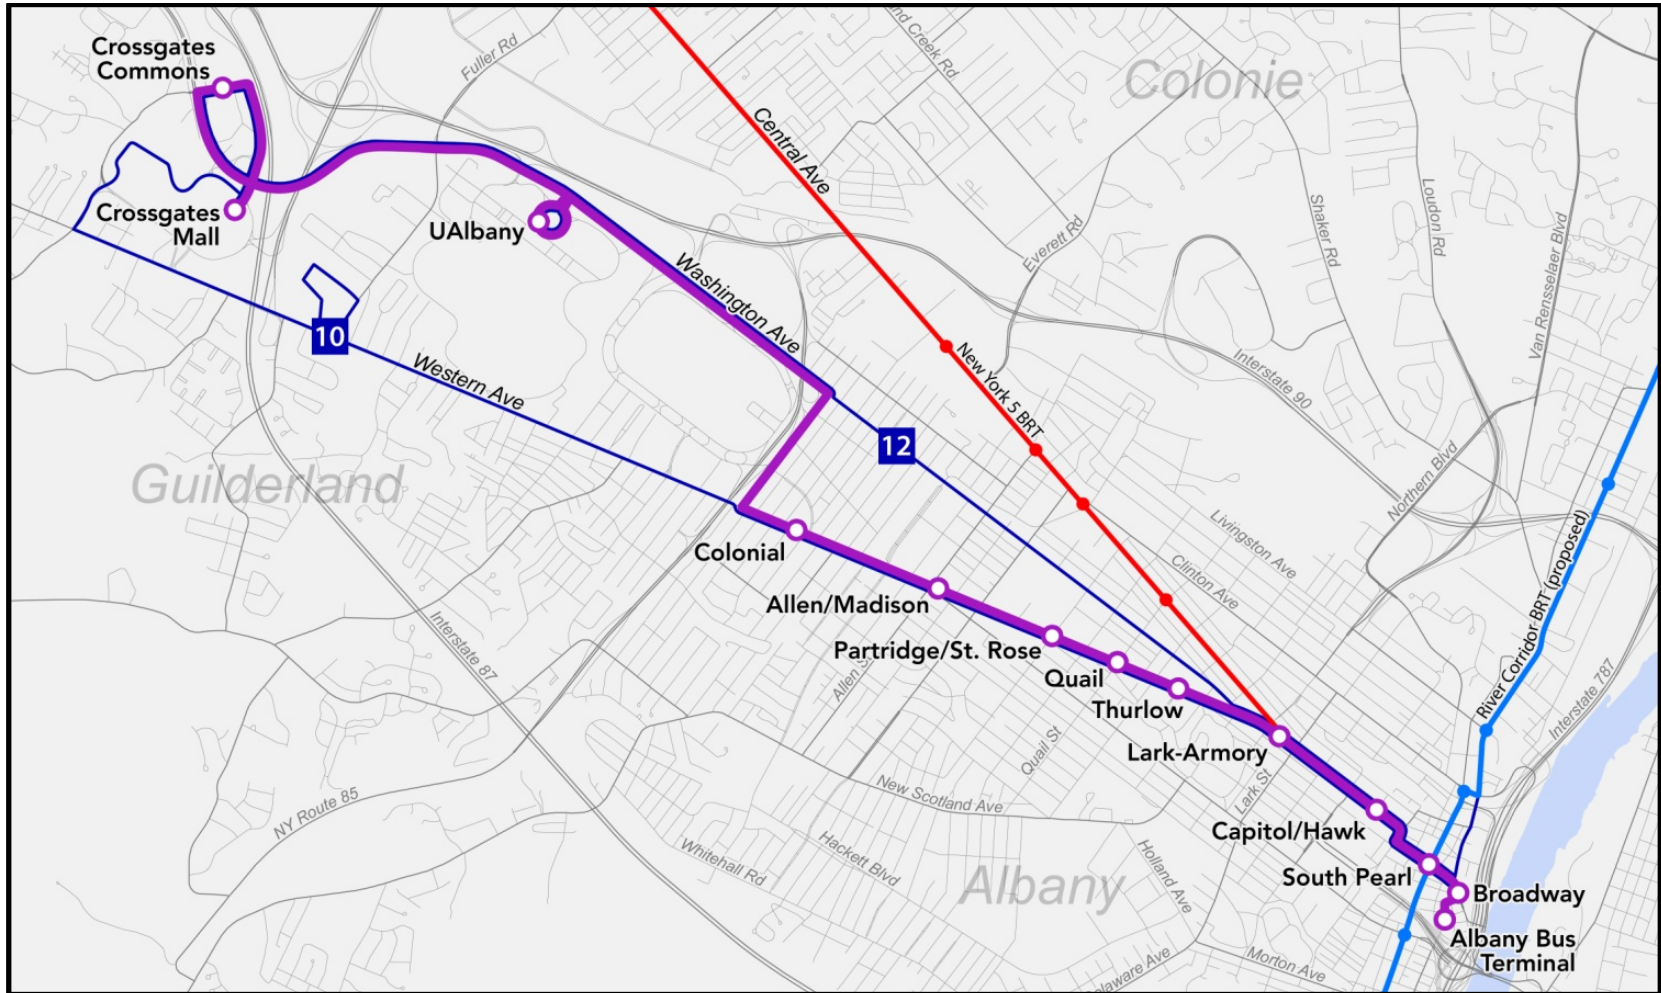 Crossgates
Commons
Fuller Rd
and Creek Rd
Colonie
Central Ave
Crossgates
Mall
UAlbany
Washington Ave
Everett Rd
Shaker Rd
Loudon Rd
Van Rensselaer Blvd
10
Western Ave
New York 5 BRT
Interstate 90
12
Northern Blvd
Guilderland
Livingston Ave
Clinton Ave
River Corridor BRT (proposed)
Colonial
Allen/Madison
Partridge/St. Rose
Allen S
Quail
Thurlow
Interstate 87
Interstate 787
Quail St
Lark-Armory
Lark St
New Scotland Ave
NY Route 85
Capitol/Hawk
Whitehall Rd
Hackett Blvd
Holland Ave
Albany
South Pearl
Broadway
Albany Bus
Terminal
elaware Ave
Morton Ave